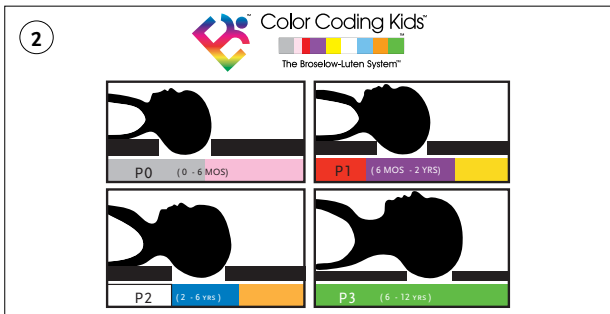 2
Color Coding Kids™
The Broselow-Luten System™
P0 (0 - 6 MOS)
P1 (6 MOS - 2 YRS)
P2 (2 - 6 YRS)
P3 (6 - 12 YRS)